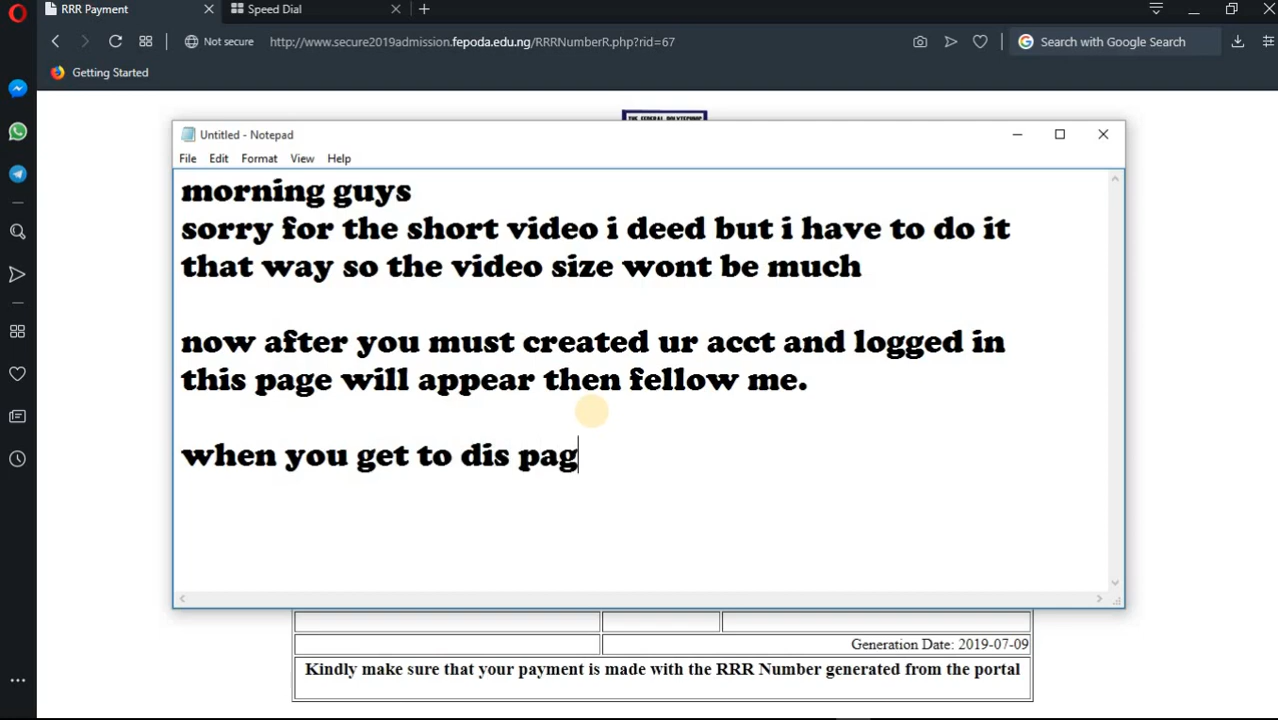 RRR Payment
Speed Dial
Not secure
http://www.secure2019admission.fepoda.edu.ng/RRRNumberR.php?rid=67
Search with Google Search
Getting Started
THE FEDERAL POLYTECHNIC
Untitled - Notepad
File Edit Format View Help
morning guys
sorry for the short video i deed but i have to do it
that way so the video size wont be much
now after you must created ur acct and logged in
this page will appear then fellow me.
when you get to dis pag
Generation Date: 2019-07-09
Kindly make sure that your payment is made with the RRR Number generated from the portal